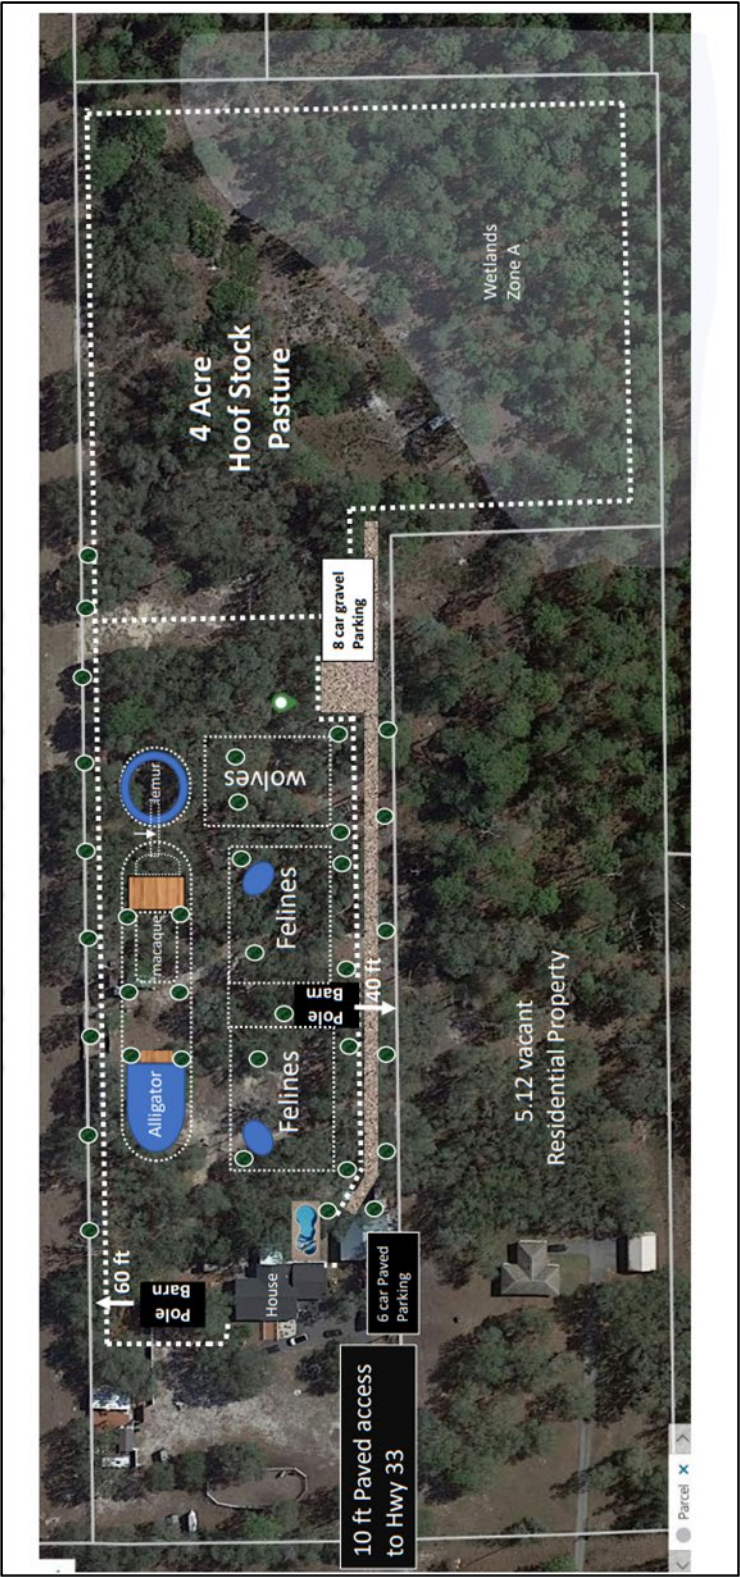 Wetlands
Zone A
4 Acre
Hoof Stock
Pasture
8 car gravel
Parking
lemur
wolves
macaque
Felines
Pole
Barn
40 ft
Alligator
Felines
5.12 vacant
Residential Property
60 ft
Pole
Barn
House
6 car Paved
Parking
10 ft Paved access
to Hwy 33
Parcel